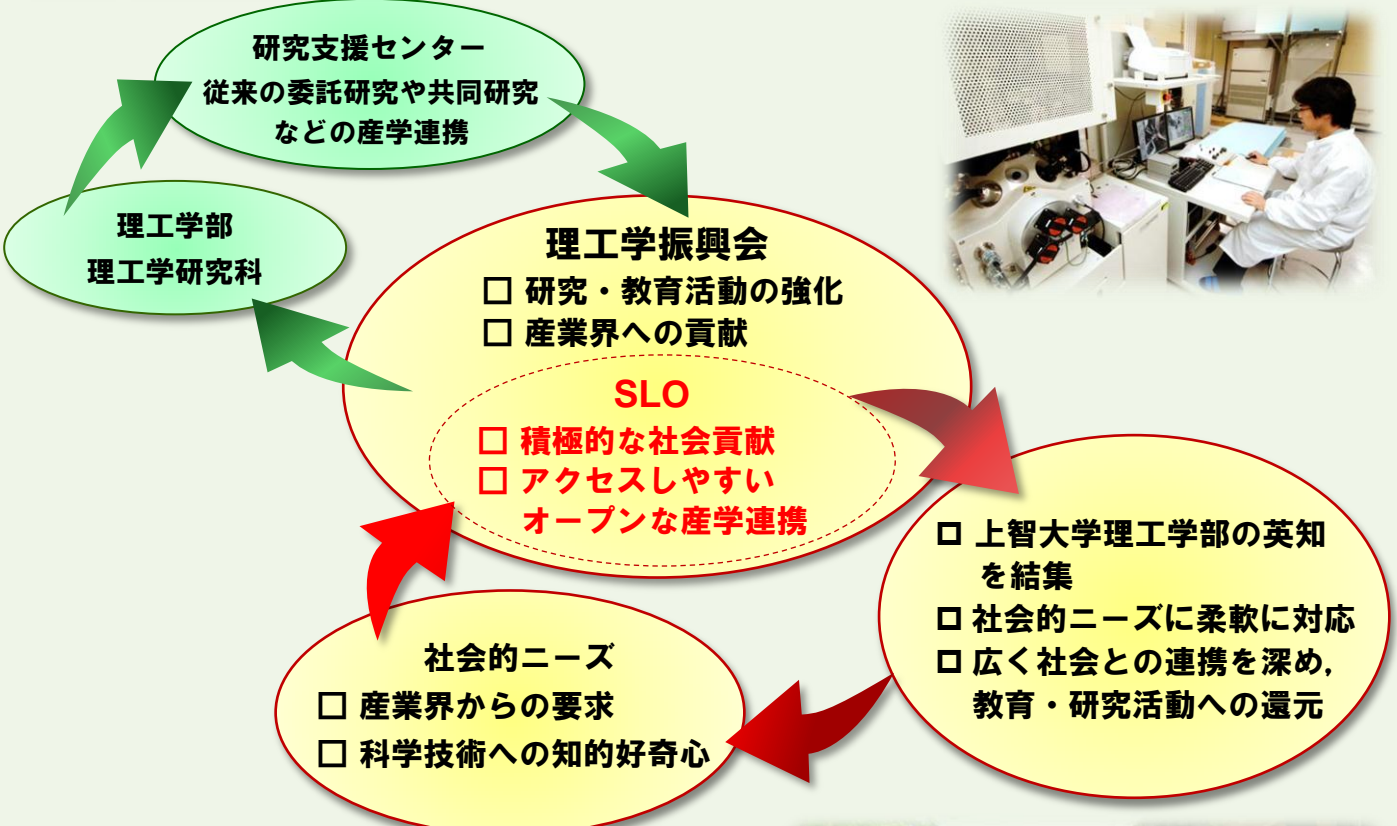 研究支援センター
従来の委託研究や共同研究
などの産学連携
理工学部
理工学研究科
理工学振興会
□ 研究・教育活動の強化
□ 産業界への貢献
SLO
□ 積極的な社会貢献
□ アクセスしやすい
オープンな産学連携
□ 上智大学理工学部の英知
を結集
□ 社会的ニーズに柔軟に対応
□ 広く社会との連携を深め,
教育・研究活動への還元
社会的ニーズ
□ 産業界からの要求
□ 科学技術への知的好奇心